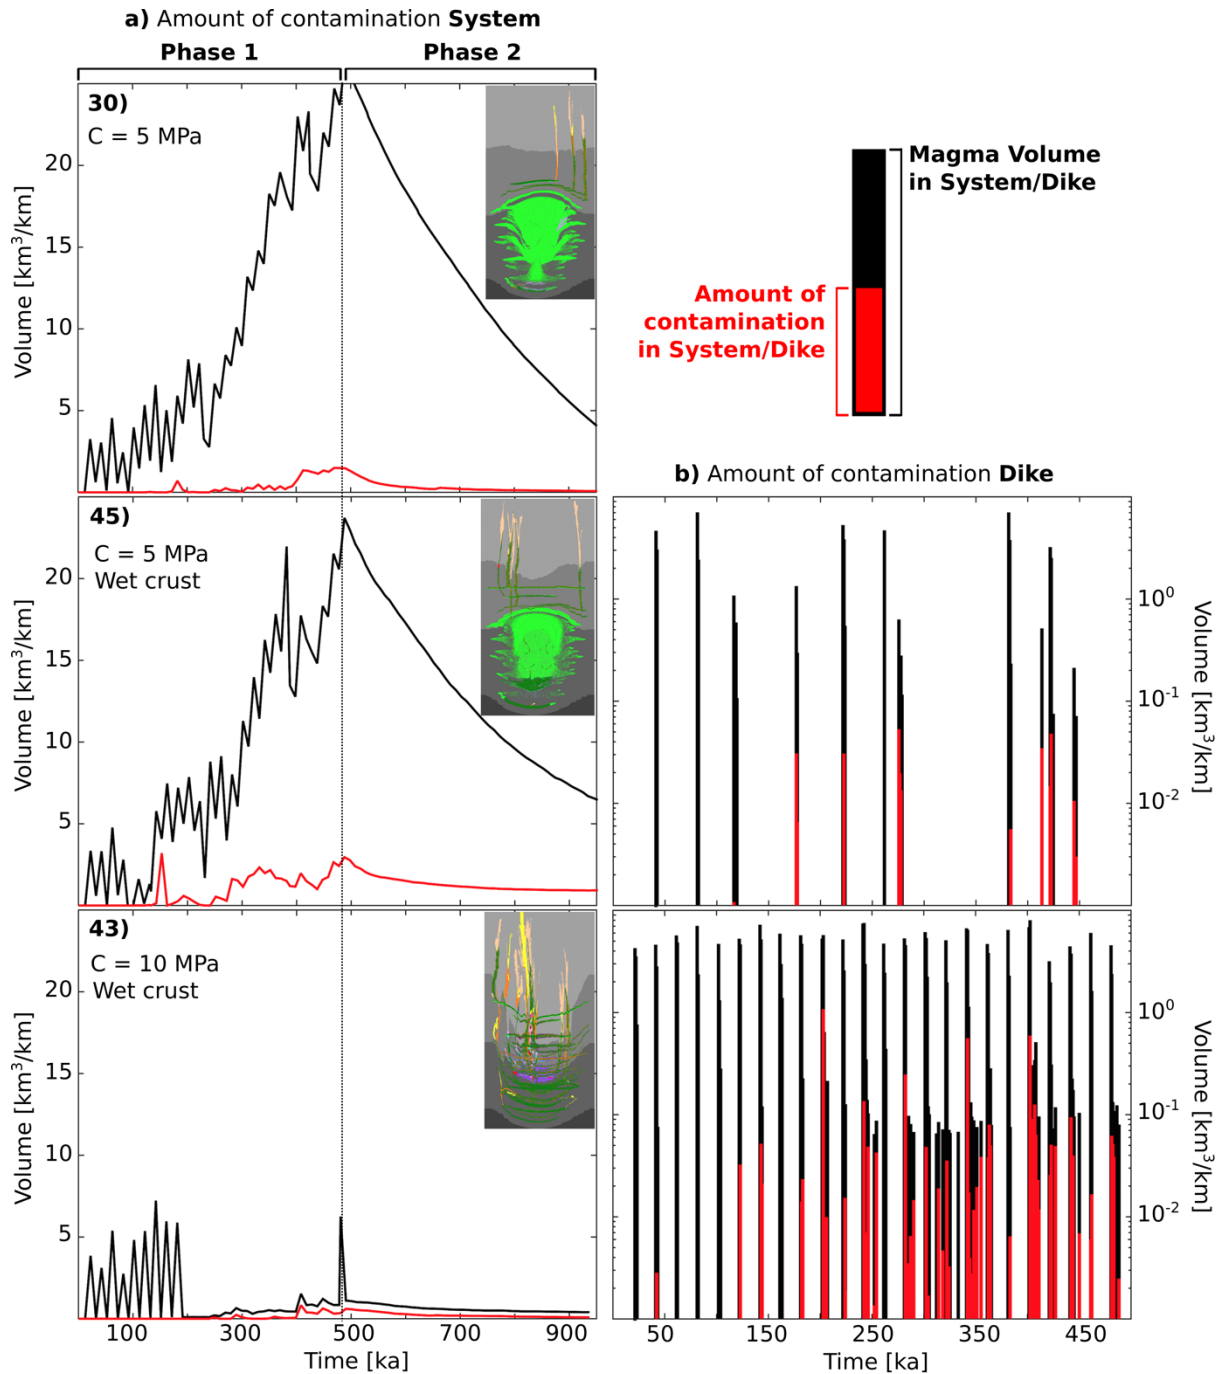 a) Amount of contamination System
Phase 1
Phase 2
30)
C = 5 MPa
20
15
10
5
Volume [km³/km]
Magma Volume
in System/Dike
Amount of
contamination
in System/Dike
45)
C = 5 MPa
Wet crust
20
15
10
5
Volume [km³/km]
b) Amount of contamination Dike
10⁰
10⁻¹
10⁻²
Volume [km³/km]
43)
C = 10 MPa
Wet crust
20
15
10
5
Volume [km³/km]
100 300 500 700 900
Time [ka]
10⁰
10⁻¹
10⁻²
Volume [km³/km]
50 150 250 350 450
Time [ka]